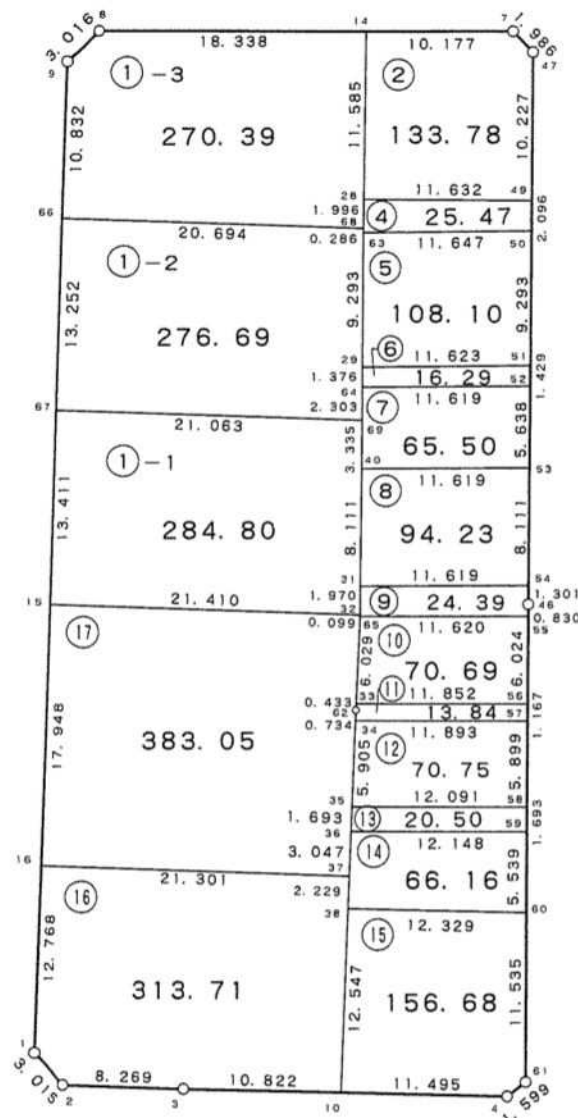 8 14 7
3.016 18.338 10.177 1.986
9 47
①-3 ②
10.832 11.585 10.227
270.39 133.78
28 11.632 49
66 1.996 ④ 25.47 2.096
68
20.694 0.286 63 11.647 50
①-2 ⑤
13.252 9.293 9.293
276.69 108.10
⑥
29 11.623 51
1.376 16.29 52 1.429
64 11.619
67 2.303 ⑦
21.063 69
①-1 3.335 65.50 5.638
40 53
11.619
13.411 ⑧
284.80 8.111 94.23 8.111
31 11.619 54
15 21.410 1.970 ⑨ 24.39 1.301
32 46
0.099 65 11.620 0.830
55
⑰ ⑩
6.029 70.69 6.024
33 ⑪ 11.852 56
0.433 13.84 57
62
0.734 34 11.893 1.167
17.948 383.05 ⑫
5.905 70.75 5.899
35 12.091 58
1.693 ⑬ 20.50 59 1.693
36 12.148
3.047 ⑭
16 37 66.16 5.539
21.301 2.229
38 60
⑯ 12.329
⑮
12.768 313.71 12.547 156.68 11.535
1
3.015 61
8.269 10.822 11.495 1.599
2 3 10 4